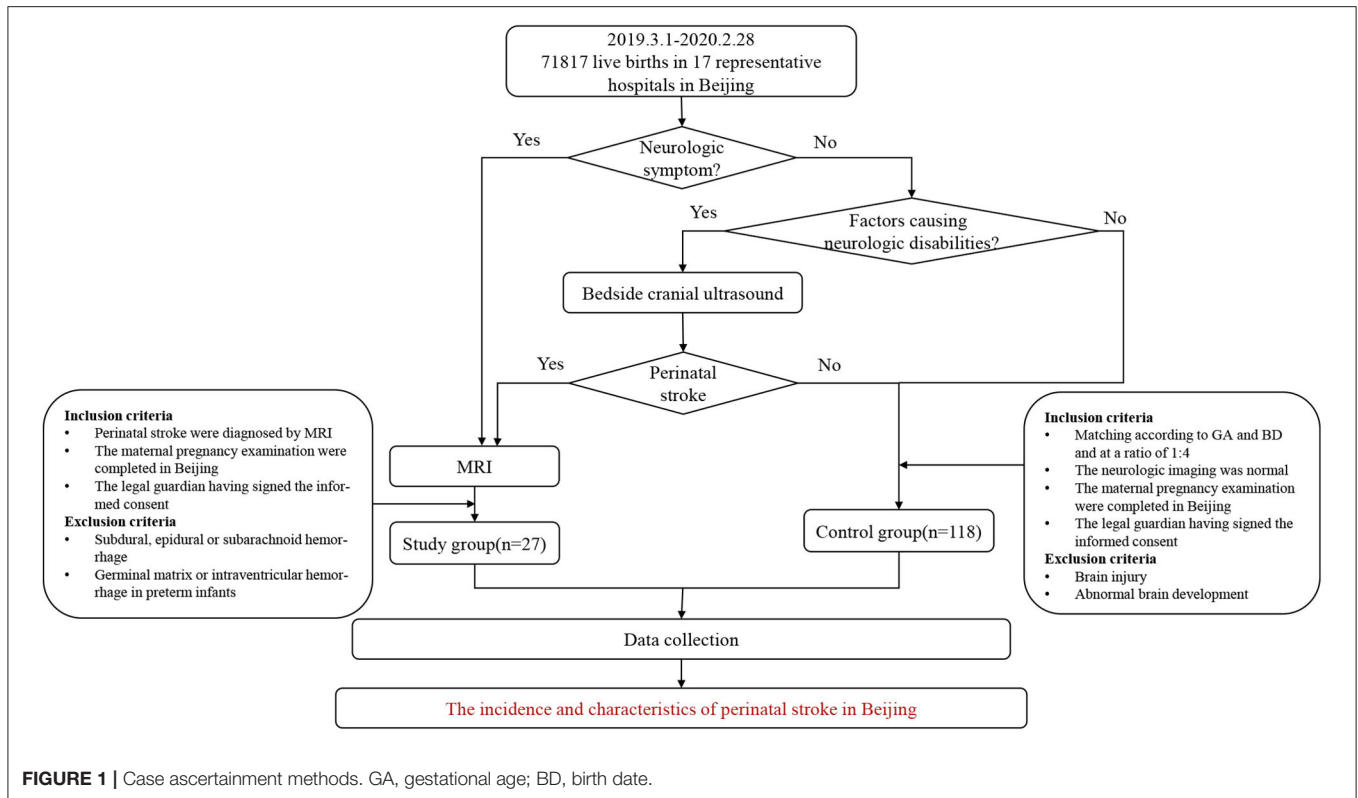 2019.3.1-2020.2.28
71817 live births in 17 representative
hospitals in Beijing
Yes
Neurologic
symptom?
No
Yes
Factors causing
neurologic disabilities?
No
Bedside cranial ultrasound
Yes
Perinatal
stroke
No
Inclusion criteria
• Perinatal stroke were diagnosed by MRI
• The maternal pregnancy examination were
completed in Beijing
• The legal guardian having signed the infor-
med consent
Exclusion criteria
• Subdural, epidural or subarachnoid hemor-
rhage
• Germinal matrix or intraventricular hemor-
rhage in preterm infants
MRI
Study group(n=27)
Control group(n=118)
Inclusion criteria
• Matching according to GA and BD
and at a ratio of 1:4
• The neurologic imaging was normal
• The maternal pregnancy examination
were completed in Beijing
• The legal guardian having signed the
informed consent
Exclusion criteria
• Brain injury
• Abnormal brain development
Data collection
The incidence and characteristics of perinatal stroke in Beijing
FIGURE 1 | Case ascertainment methods. GA, gestational age; BD, birth date.